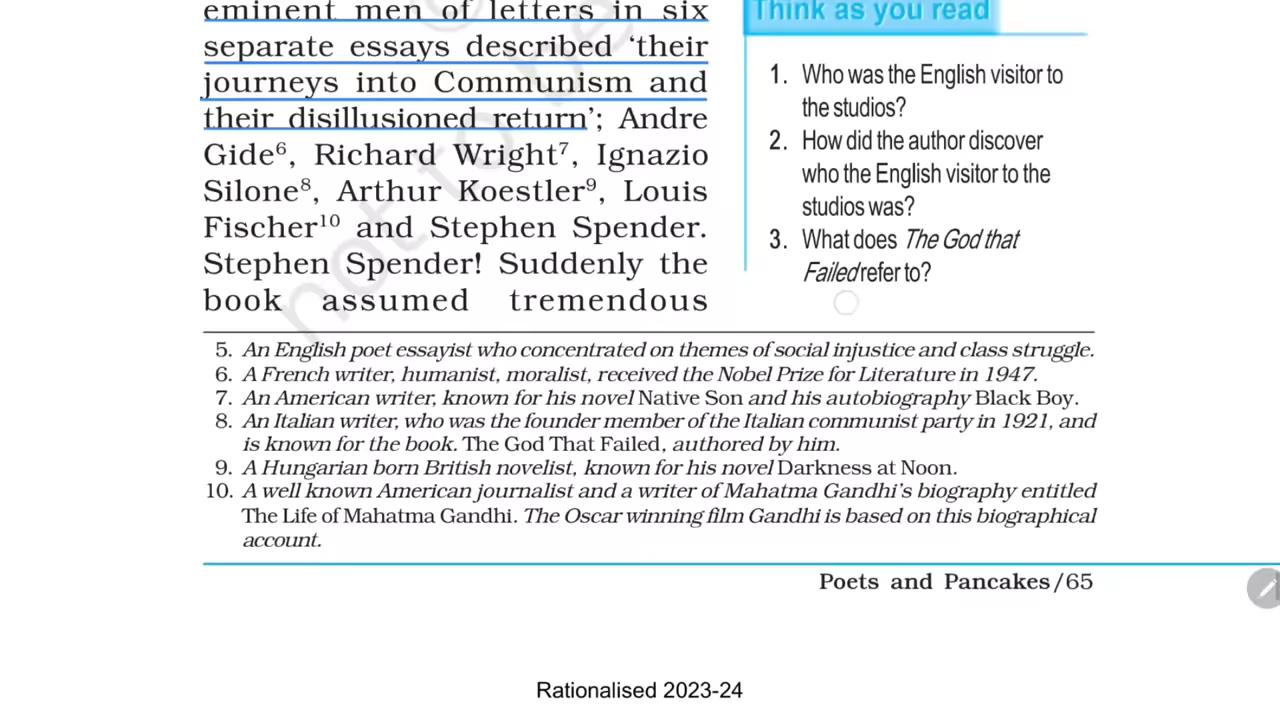 eminent men of letters in six
separate essays described ‘their
journeys into Communism and
their disillusioned return’; Andre
Gide⁶, Richard Wright⁷, Ignazio
Silone⁸, Arthur Koestler⁹, Louis
Fischer¹⁰ and Stephen Spender.
Stephen Spender! Suddenly the
book assumed tremendous
Think as you read
1. Who was the English visitor to
the studios?
2. How did the author discover
who the English visitor to the
studios was?
3. What does The God that
Failed refer to?
5. An English poet essayist who concentrated on themes of social injustice and class struggle.
6. A French writer, humanist, moralist, received the Nobel Prize for Literature in 1947.
7. An American writer, known for his novel Native Son and his autobiography Black Boy.
8. An Italian writer, who was the founder member of the Italian communist party in 1921, and
is known for the book. The God That Failed, authored by him.
9. A Hungarian born British novelist, known for his novel Darkness at Noon.
10. A well known American journalist and a writer of Mahatma Gandhi’s biography entitled
The Life of Mahatma Gandhi. The Oscar winning film Gandhi is based on this biographical
account.
Poets and Pancakes/65
Rationalised 2023-24
not to be